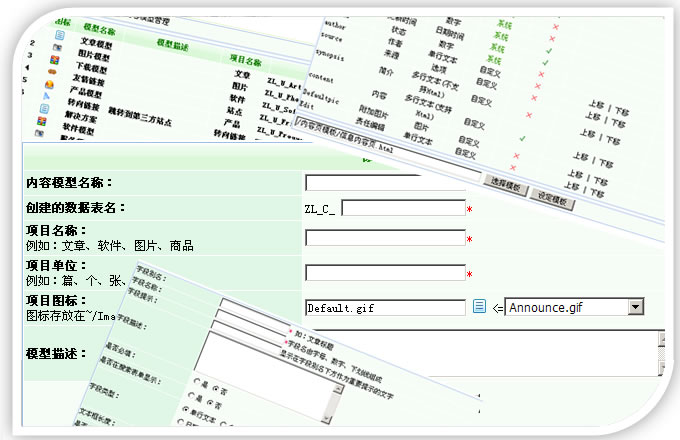 容模型管理
图标 模型名称 模型描述 项目名称
文章模型 文章 ZL_U_Art
图片模型 图片 ZL_U_Pho
下载模型 软件 ZL_U_Sof
友情链接 站点
产品模型 产品
转向链接 跳转到第三方站点 转向链接
解决方案
软件模型
author 日期时间 系统
状态 数字 系统
source 作者 日期时间 系统
synopsis 来源 数字
简介 单行文本
选项 自定义
content 内容 多行文本(不支持Html) 自定义
Defaultpic 附加图片 多行文本(支持Html) 自定义
Edit 责任编辑 图片 自定义
单行文本 自定义
上移 | 下移
上移 | 下移
上移 | 下移
上移 | 下移
上移 | 下移
/内容页模板/信息内容页.html 选择模板 设定模板
内容模型名称：
创建的数据表名： ZL_C_ *
项目名称： *
例如：文章、软件、图片、商品
项目单位： *
例如：篇、个、张、
项目图标： Default.gif <= Announce.gif
图标存放在~/Ima
模型描述：
字段别名：
字段名称： * 如：文章标题
字段提示： * 字段名由字母、数字、下划线组成
显示在字段别名下方作为重要提示的文字
字段描述：
是否必填： 是 否
是否在搜索表单显示： 是 否
字段类型： 单行文本
文本框长度：